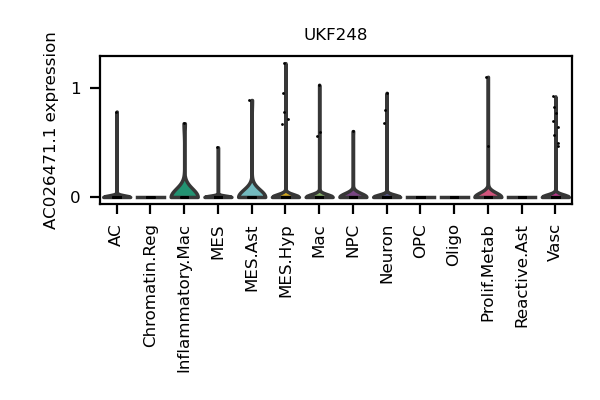 UKF248
AC026471.1 expression
1
0
AC
Chromatin.Reg
Inflammatory.Mac
MES
MES.Ast
MES.Hyp
Mac
NPC
Neuron
OPC
Oligo
Prolif.Metab
Reactive.Ast
Vasc